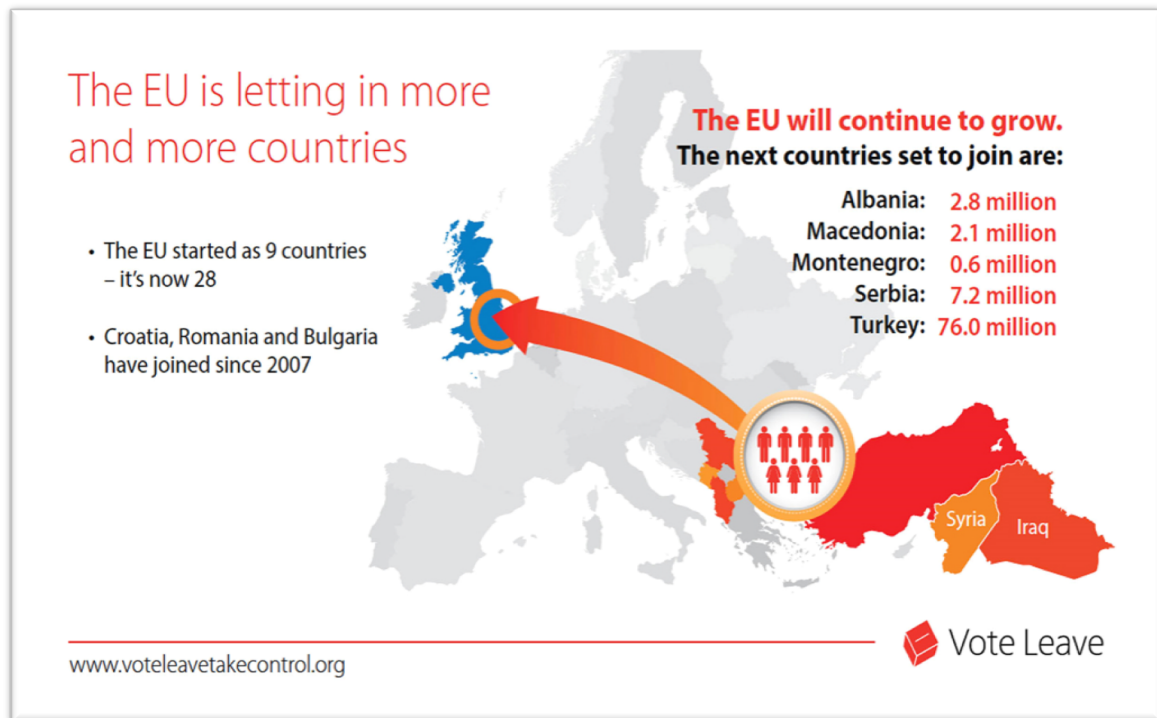 The EU is letting in more
and more countries
• The EU started as 9 countries
– it's now 28
• Croatia, Romania and Bulgaria
have joined since 2007
The EU will continue to grow.
The next countries set to join are:
Albania: 2.8 million
Macedonia: 2.1 million
Montenegro: 0.6 million
Serbia: 7.2 million
Turkey: 76.0 million
Syria
Iraq
www.voteleavetakecontrol.org
Vote Leave